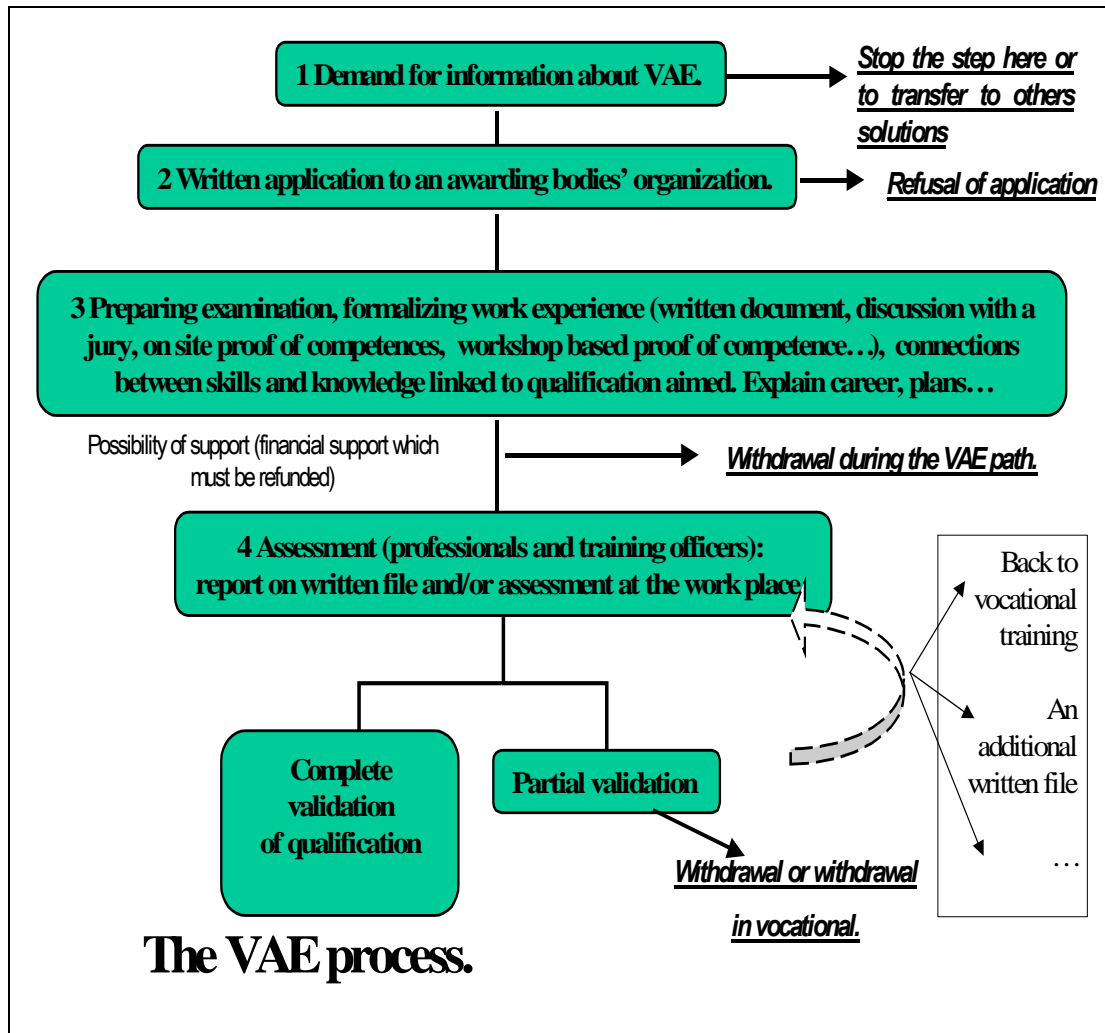 1 Demand for information about VAE.
Stop the step here or
to transfer to others
solutions
2 Written application to an awarding bodies' organization.
Refusal of application
3 Preparing examination, formalizing work experience (written document, discussion with a
jury, on site proof of competences, workshop based proof of competence…), connections
between skills and knowledge linked to qualification aimed. Explain career, plans…
Possibility of support (financial support which
must be refunded)
Withdrawal during the VAE path.
4 Assessment (professionals and training officers):
report on written file and/or assessment at the work place
Back to
vocational
training
An
additional
written file
…
Complete
validation
of qualification
Partial validation
Withdrawal or withdrawal
in vocational.
The VAE process.